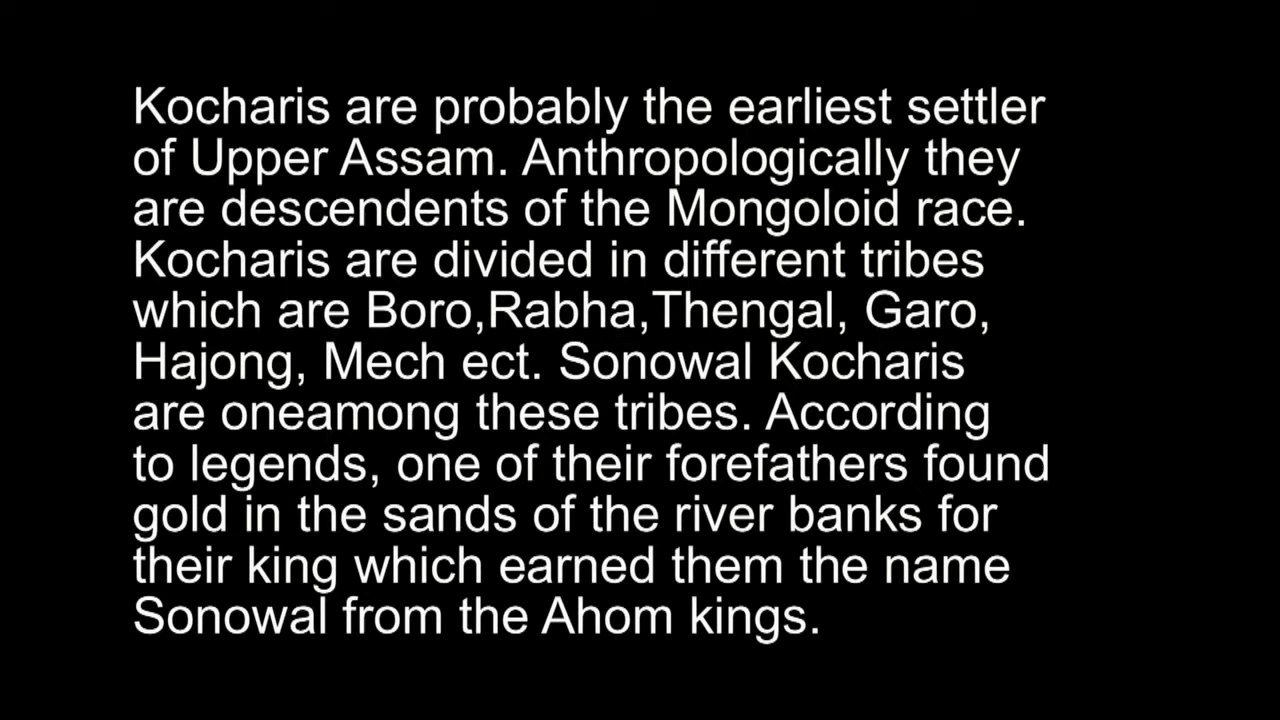 Kocharis are probably the earliest settler
of Upper Assam. Anthropologically they
are descendents of the Mongoloid race.
Kocharis are divided in different tribes
which are Boro,Rabha,Thengal, Garo,
Hajong, Mech ect. Sonowal Kocharis
are oneamong these tribes. According
to legends, one of their forefathers found
gold in the sands of the river banks for
their king which earned them the name
Sonowal from the Ahom kings.